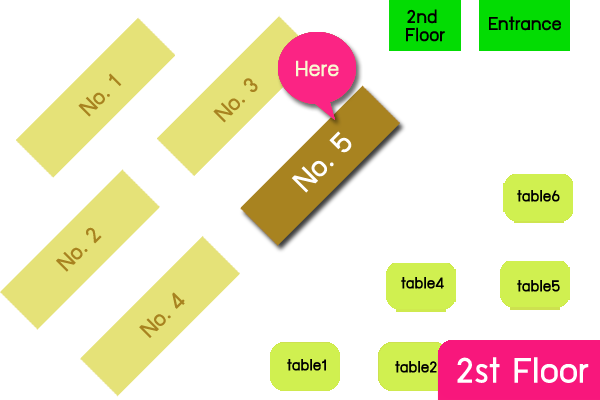 2nd
Floor
Entrance
Here
No. 1
No. 3
No. 5
No. 2
No. 4
table6
table4
table5
table1
table2
2st Floor